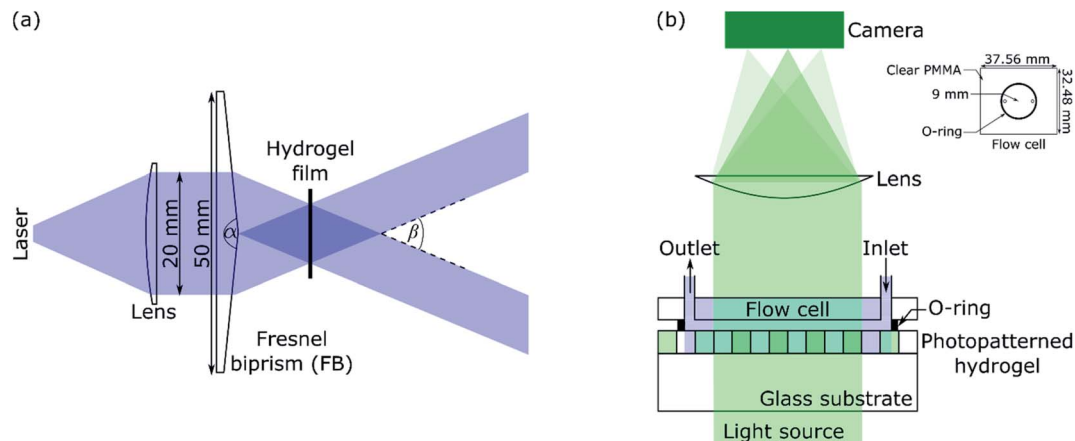 (a)
Laser
Lens
20 mm
50 mm
α
Hydrogel
film
β
Fresnel
biprism (FB)
(b)
Camera
37.56 mm
32.48 mm
Clear PMMA
9 mm
O-ring
Flow cell
Lens
Outlet
Inlet
Flow cell
O-ring
Photopatterned
hydrogel
Glass substrate
Light source